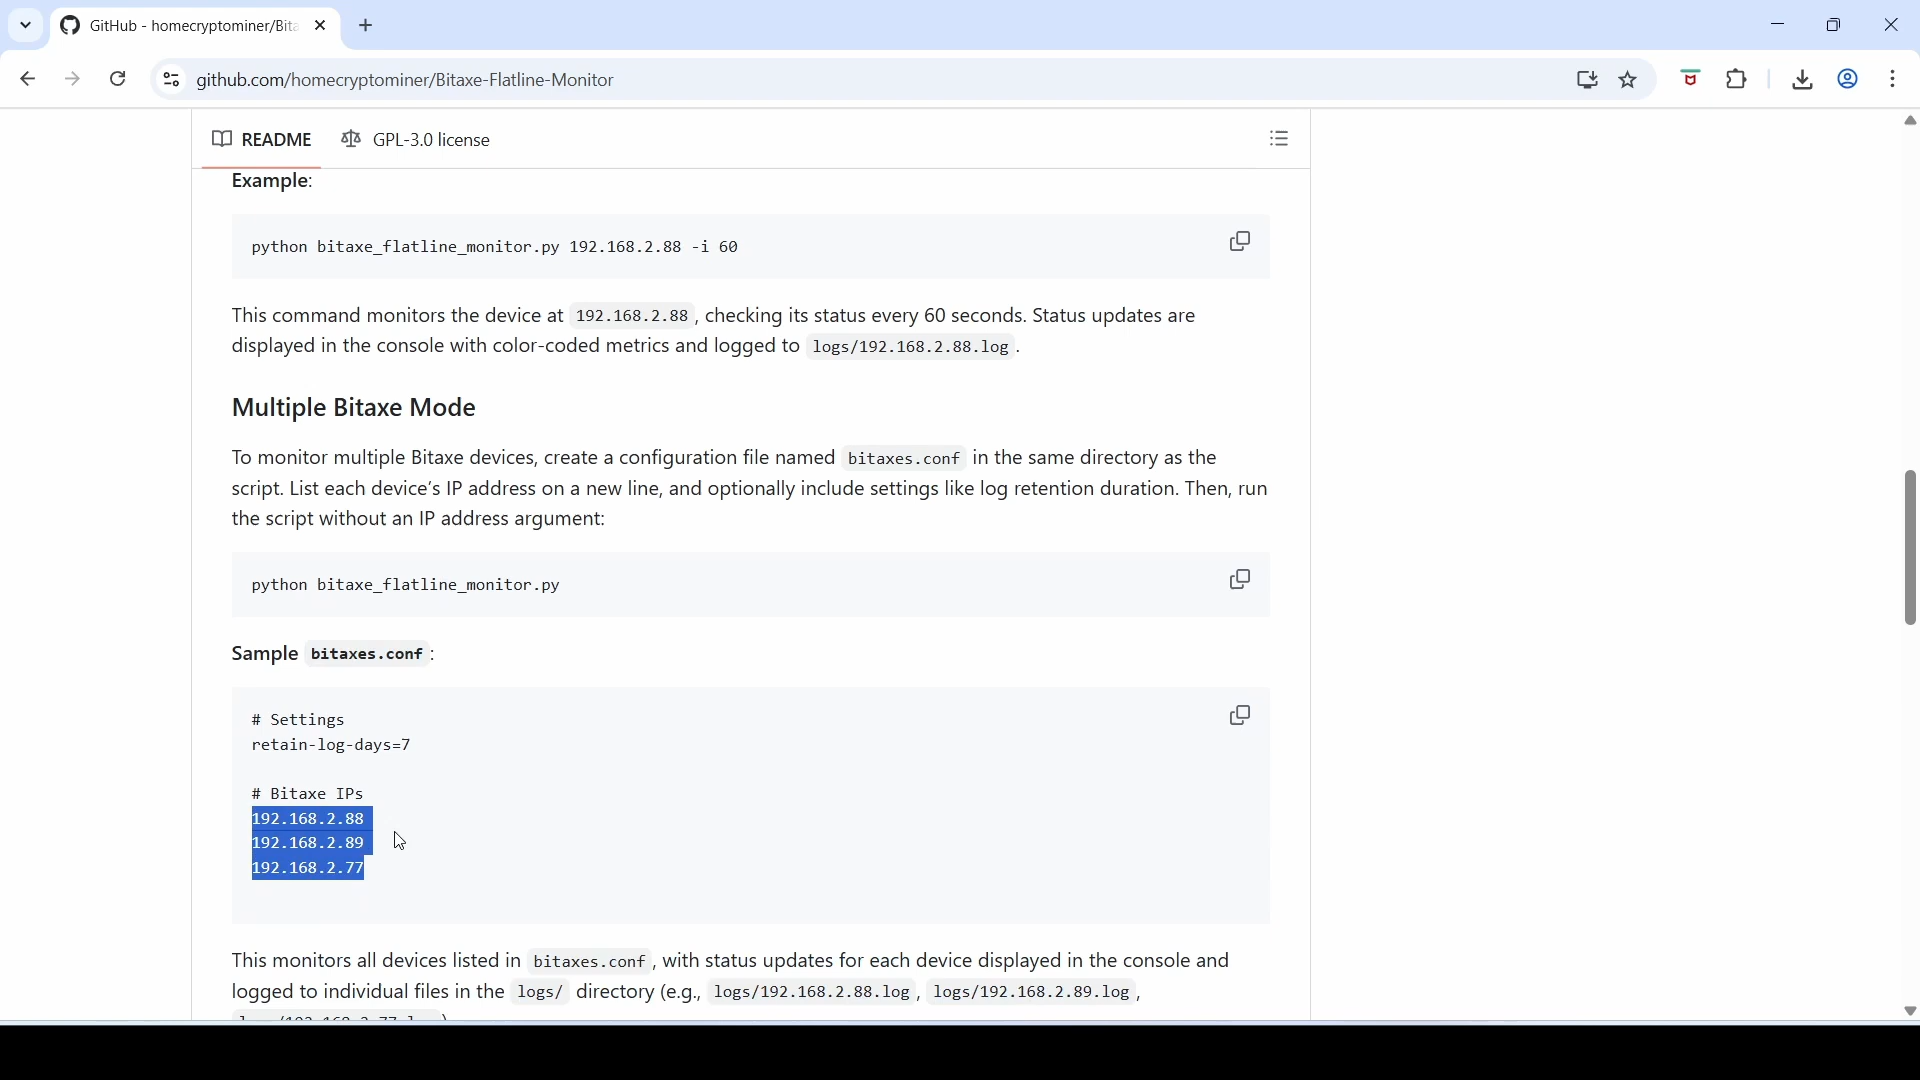 GitHub - homecryptominer/Bita
github.com/homecryptominer/Bitaxe-Flatline-Monitor
README
GPL-3.0 license
Example:
python bitaxe_flatline_monitor.py 192.168.2.88 -i 60
This command monitors the device at 192.168.2.88 , checking its status every 60 seconds. Status updates are
displayed in the console with color-coded metrics and logged to logs/192.168.2.88.log .
Multiple Bitaxe Mode
To monitor multiple Bitaxe devices, create a configuration file named bitaxes.conf in the same directory as the
script. List each device’s IP address on a new line, and optionally include settings like log retention duration. Then, run
the script without an IP address argument:
python bitaxe_flatline_monitor.py
Sample bitaxes.conf :
# Settings
retain-log-days=7
# Bitaxe IPs
192.168.2.88
192.168.2.89
192.168.2.77
This monitors all devices listed in bitaxes.conf , with status updates for each device displayed in the console and
logged to individual files in the logs/ directory (e.g., logs/192.168.2.88.log , logs/192.168.2.89.log ,